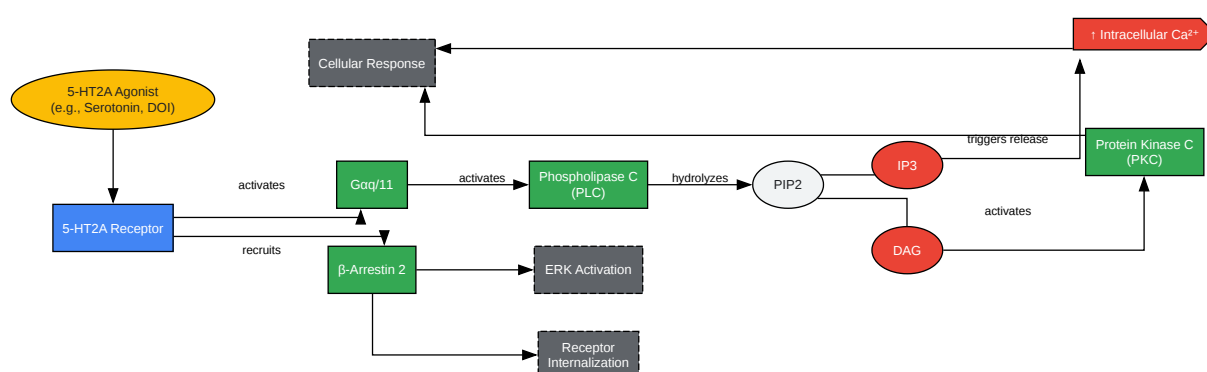 ↑ Intracellular Ca²⁺
Cellular Response
5-HT2A Agonist
(e.g., Serotonin, DOI)
triggers release
Protein Kinase C
(PKC)
IP3
activates
Gαq/11
activates
Phospholipase C
(PLC)
hydrolyzes
PIP2
5-HT2A Receptor
activates
recruits
DAG
β-Arrestin 2
ERK Activation
Receptor
Internalization